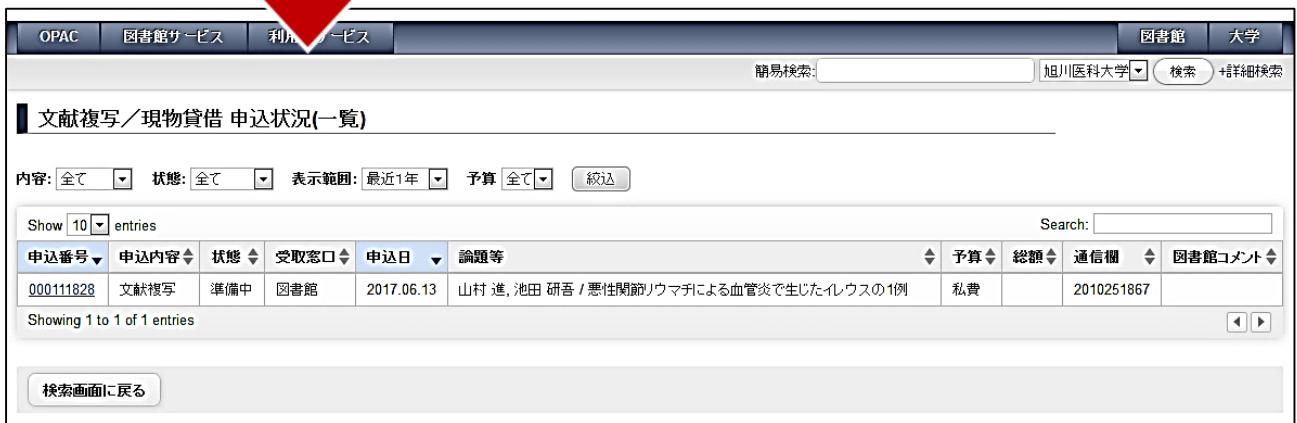 OPAC 図書館サービス 利用 サービス 図書館 大学
簡易検索: 旭川医科大学 検索 +詳細検索
文献複写／現物貸借 申込状況(一覧)
内容: 全て 状態: 全て 表示範囲: 最近1年 予算 全て 絞込
Show 10 entries Search:
申込番号 申込内容 状態 受取窓口 申込日 論題等 予算 総額 通信欄 図書館コメント
000111828 文献複写 準備中 図書館 2017.06.13 山村 進, 池田 研吾 / 悪性関節リウマチによる血管炎で生じたイレウスの1例 私費 2010251867
Showing 1 to 1 of 1 entries
検索画面に戻る